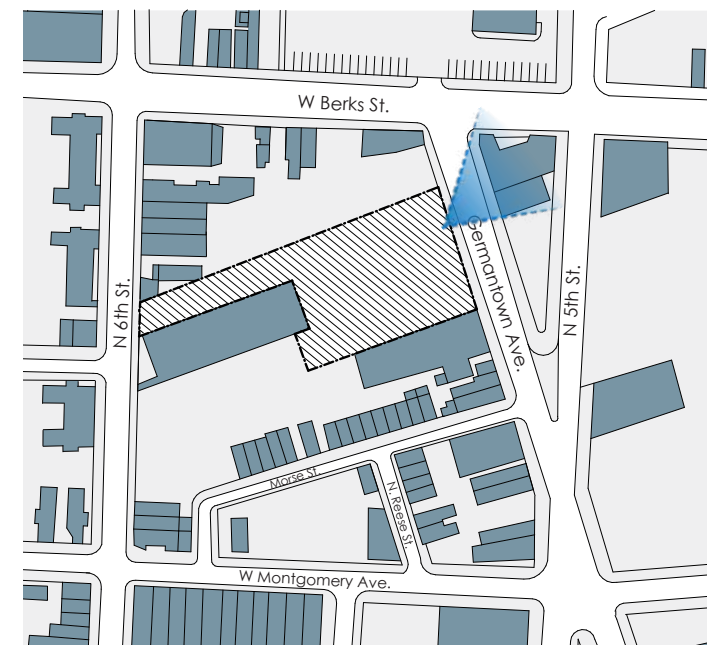 W Berks St.
Germantown Ave.
N 6th St.
N 5th St.
Morse St.
N. Reese St.
W Montgomery Ave.